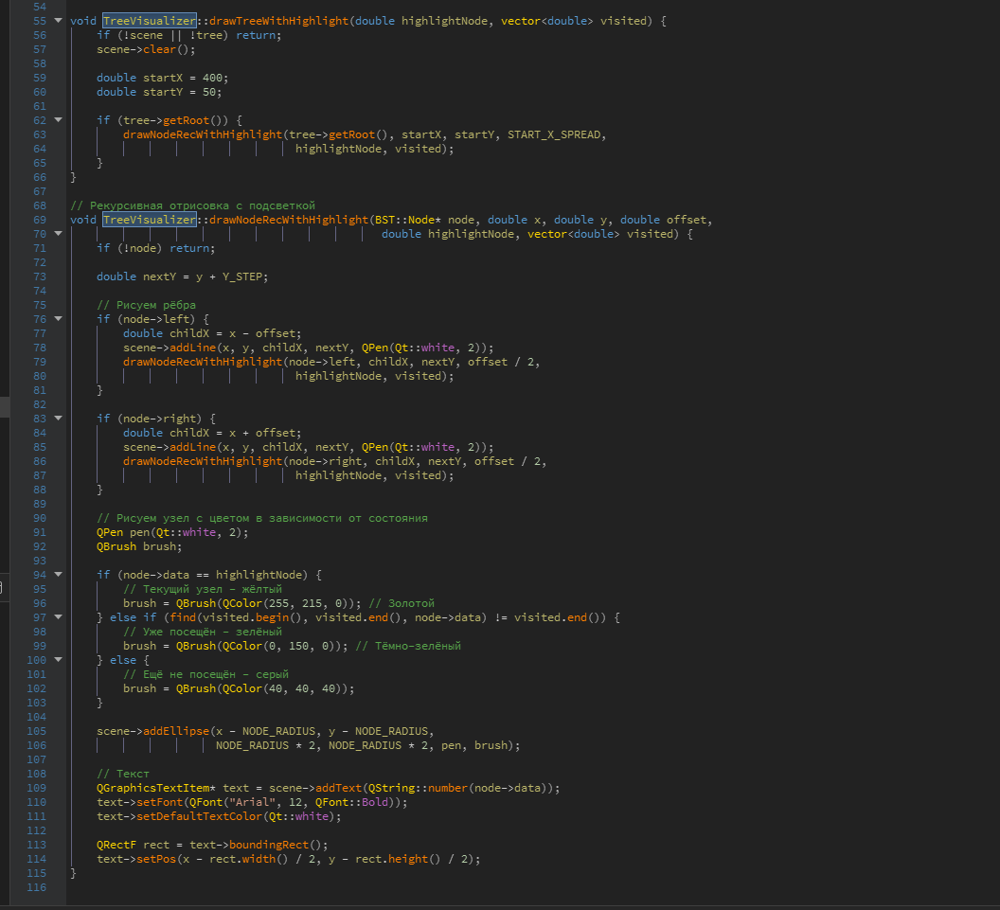 54
55 void TreeVisualizer::drawTreeWithHighlight(double highlightNode, vector<double> visited) {
56 if (!scene || !tree) return;
57 scene->clear();
58
59 double startX = 400;
60 double startY = 50;
61
62 if (tree->getRoot()) {
63 drawNodeRecWithHighlight(tree->getRoot(), startX, startY, START_X_SPREAD,
64 highlightNode, visited);
65 }
66 }
67
68 // Рекурсивная отрисовка с подсветкой
69 void TreeVisualizer::drawNodeRecWithHighlight(BST::Node* node, double x, double y, double offset,
70 double highlightNode, vector<double> visited) {
71 if (!node) return;
72
73 double nextY = y + Y_STEP;
74
75 // Рисуем рёбра
76 if (node->left) {
77 double childX = x - offset;
78 scene->addLine(x, y, childX, nextY, QPen(Qt::white, 2));
79 drawNodeRecWithHighlight(node->left, childX, nextY, offset / 2,
80 highlightNode, visited);
81 }
82
83 if (node->right) {
84 double childX = x + offset;
85 scene->addLine(x, y, childX, nextY, QPen(Qt::white, 2));
86 drawNodeRecWithHighlight(node->right, childX, nextY, offset / 2,
87 highlightNode, visited);
88 }
89
90 // Рисуем узел с цветом в зависимости от состояния
91 QPen pen(Qt::white, 2);
92 QBrush brush;
93
94 if (node->data == highlightNode) {
95 // Текущий узел - жёлтый
96 brush = QBrush(QColor(255, 215, 0)); // Золотой
97 } else if (find(visited.begin(), visited.end(), node->data) != visited.end()) {
98 // Уже посещён - зелёный
99 brush = QBrush(QColor(0, 150, 0)); // Тёмно-зелёный
100 } else {
101 // Ещё не посещён - серый
102 brush = QBrush(QColor(40, 40, 40));
103 }
104
105 scene->addEllipse(x - NODE_RADIUS, y - NODE_RADIUS,
106 NODE_RADIUS * 2, NODE_RADIUS * 2, pen, brush);
107
108 // Текст
109 QGraphicsTextItem* text = scene->addText(QString::number(node->data));
110 text->setFont(QFont("Arial", 12, QFont::Bold));
111 text->setDefaultTextColor(Qt::white);
112
113 QRectF rect = text->boundingRect();
114 text->setPos(x - rect.width() / 2, y - rect.height() / 2);
115 }
116